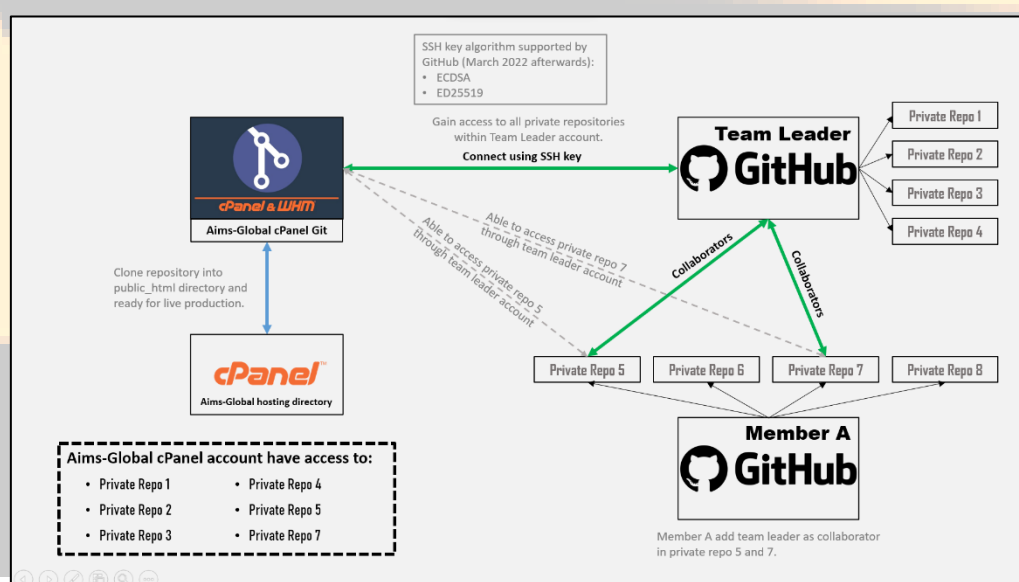 SSH key algorithm supported by
GitHub (March 2022 afterwards):
• ECDSA
• ED25519
Gain access to all private repositories
within Team Leader account.
Connect using SSH key
cPanel & WHM
Aims-Global cPanel Git
Team Leader
GitHub
Private Repo 1
Private Repo 2
Private Repo 3
Private Repo 4
Able to access private repo 5
through team leader account
Able to access private repo 7
through team leader account
Collaborators
Collaborators
Clone repository into
public_html directory and
ready for live production.
cPanel™
Aims-Global hosting directory
Private Repo 5
Private Repo 6
Private Repo 7
Private Repo 8
Member A
GitHub
Member A add team leader as collaborator
in private repo 5 and 7.
Aims-Global cPanel account have access to:
• Private Repo 1
• Private Repo 2
• Private Repo 3
• Private Repo 4
• Private Repo 5
• Private Repo 7